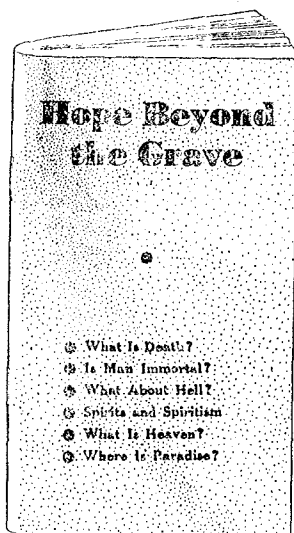 Hope Beyond
the Grave
What Is Death?
Is Man Immortal?
What About Hell?
Spirits and Spiritism
What Is Heaven?
Where Is Paradise?